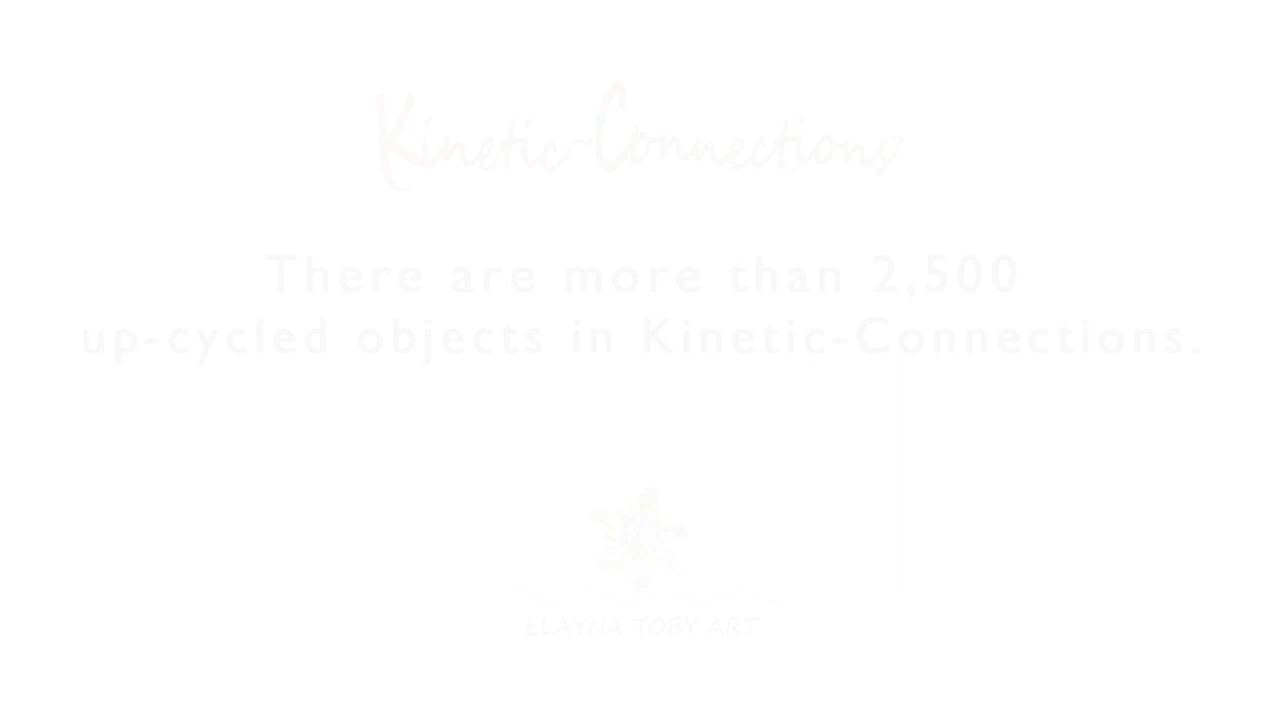 Kinetic-Connections
There are more than 2,500
up-cycled objects in Kinetic-Connections.
ELAYNA TOBY ART